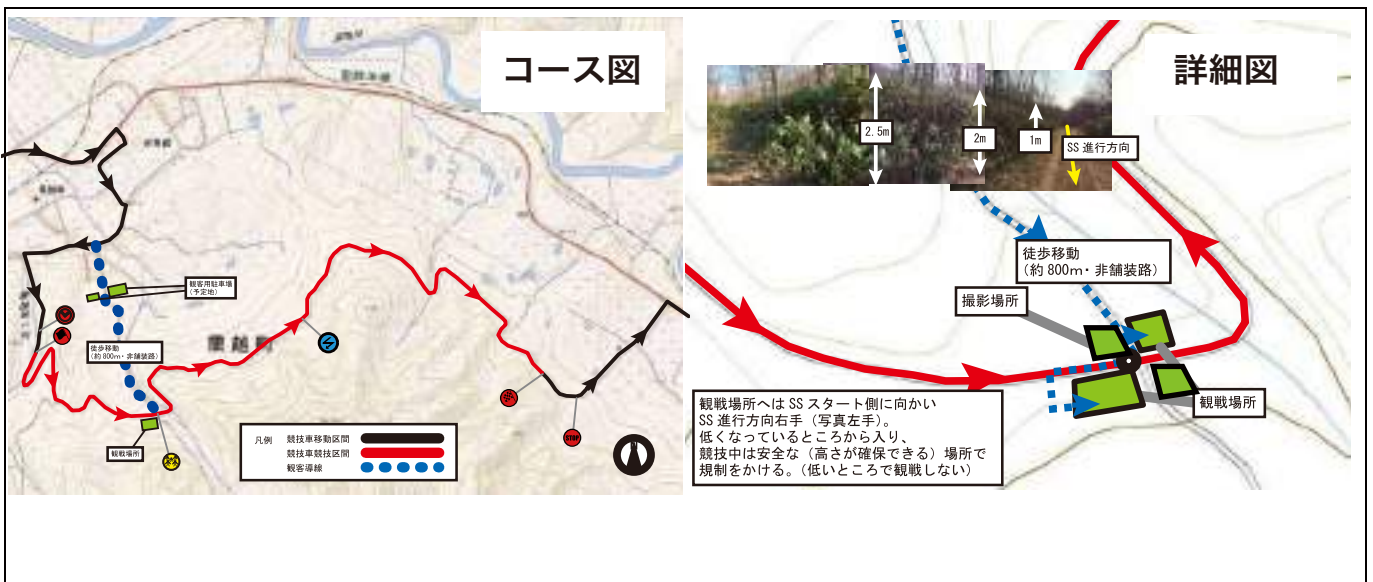 コース図
観客用駐車場
(予定地)
徒歩移動
(約800m・非舗装路)
蘭越町
観戦場所
STOP
凡例
競技車移動区間
競技車競技区間
観客導線
詳細図
2.5m
2m
1m
SS 進行方向
徒歩移動
(約 800m・非舗装路)
撮影場所
観戦場所
観戦場所へは SS スタート側に向かい
SS 進行方向右手（写真左手）。
低くなっているところから入り、
競技中は安全な（高さが確保できる）場所で
規制をかける。（低いところで観戦しない）